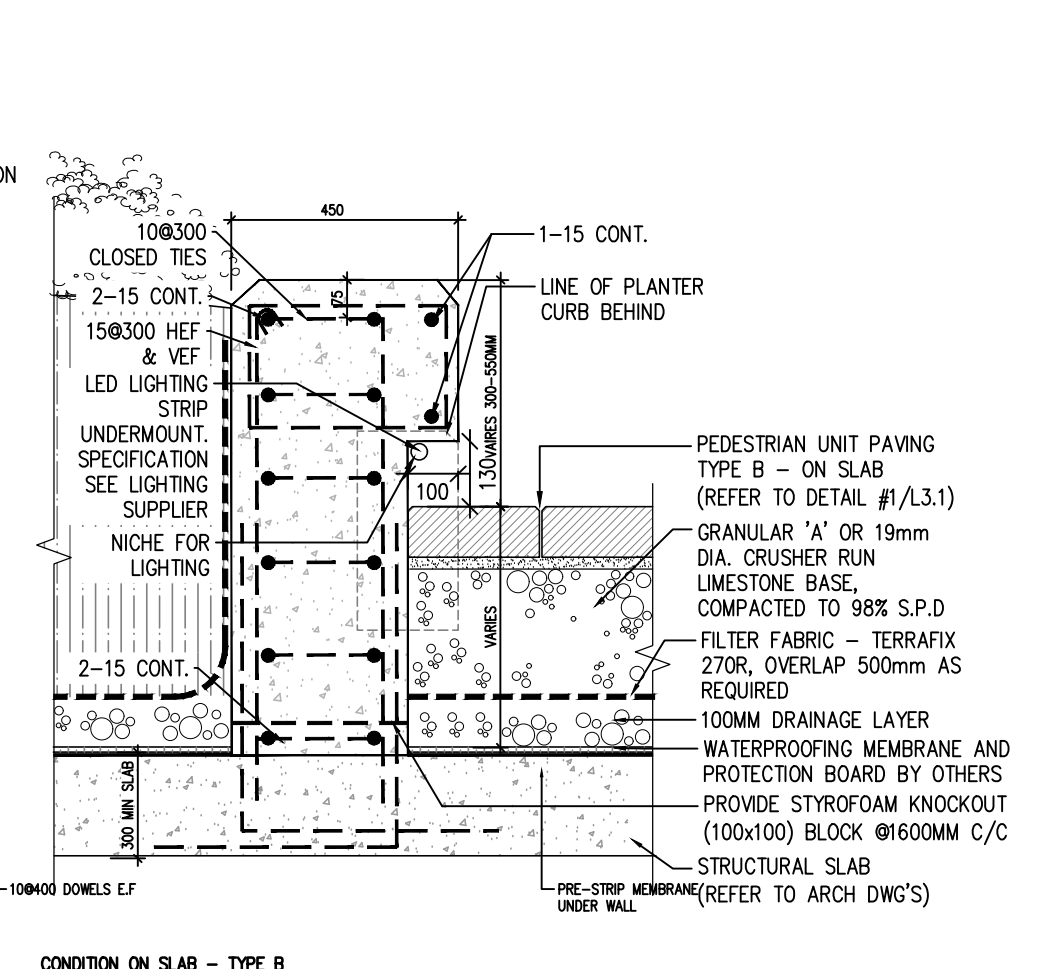 ON
450
10@300
CLOSED TIES
2-15 CONT.
15@300 HEF
& VEF
LED LIGHTING
STRIP
UNDERMOUNT.
SPECIFICATION
SEE LIGHTING
SUPPLIER
NICHE FOR
LIGHTING
2-15 CONT.
300 MIN SLAB
-10@400 DOWELS E.F
75
1-15 CONT.
LINE OF PLANTER
CURB BEHIND
VAIRES 300-550MM
130
100
VARIES
PEDESTRIAN UNIT PAVING
TYPE B - ON SLAB
(REFER TO DETAIL #1/L3.1)
GRANULAR 'A' OR 19mm
DIA. CRUSHER RUN
LIMESTONE BASE,
COMPACTED TO 98% S.P.D
FILTER FABRIC - TERRAFIX
270R, OVERLAP 500mm AS
REQUIRED
100MM DRAINAGE LAYER
WATERPROOFING MEMBRANE AND
PROTECTION BOARD BY OTHERS
PROVIDE STYROFOAM KNOCKOUT
(100x100) BLOCK @1600MM C/C
STRUCTURAL SLAB
(REFER TO ARCH DWG'S)
PRE-STRIP MEMBRANE
UNDER WALL
CONDITION ON SLAB - TYPE B